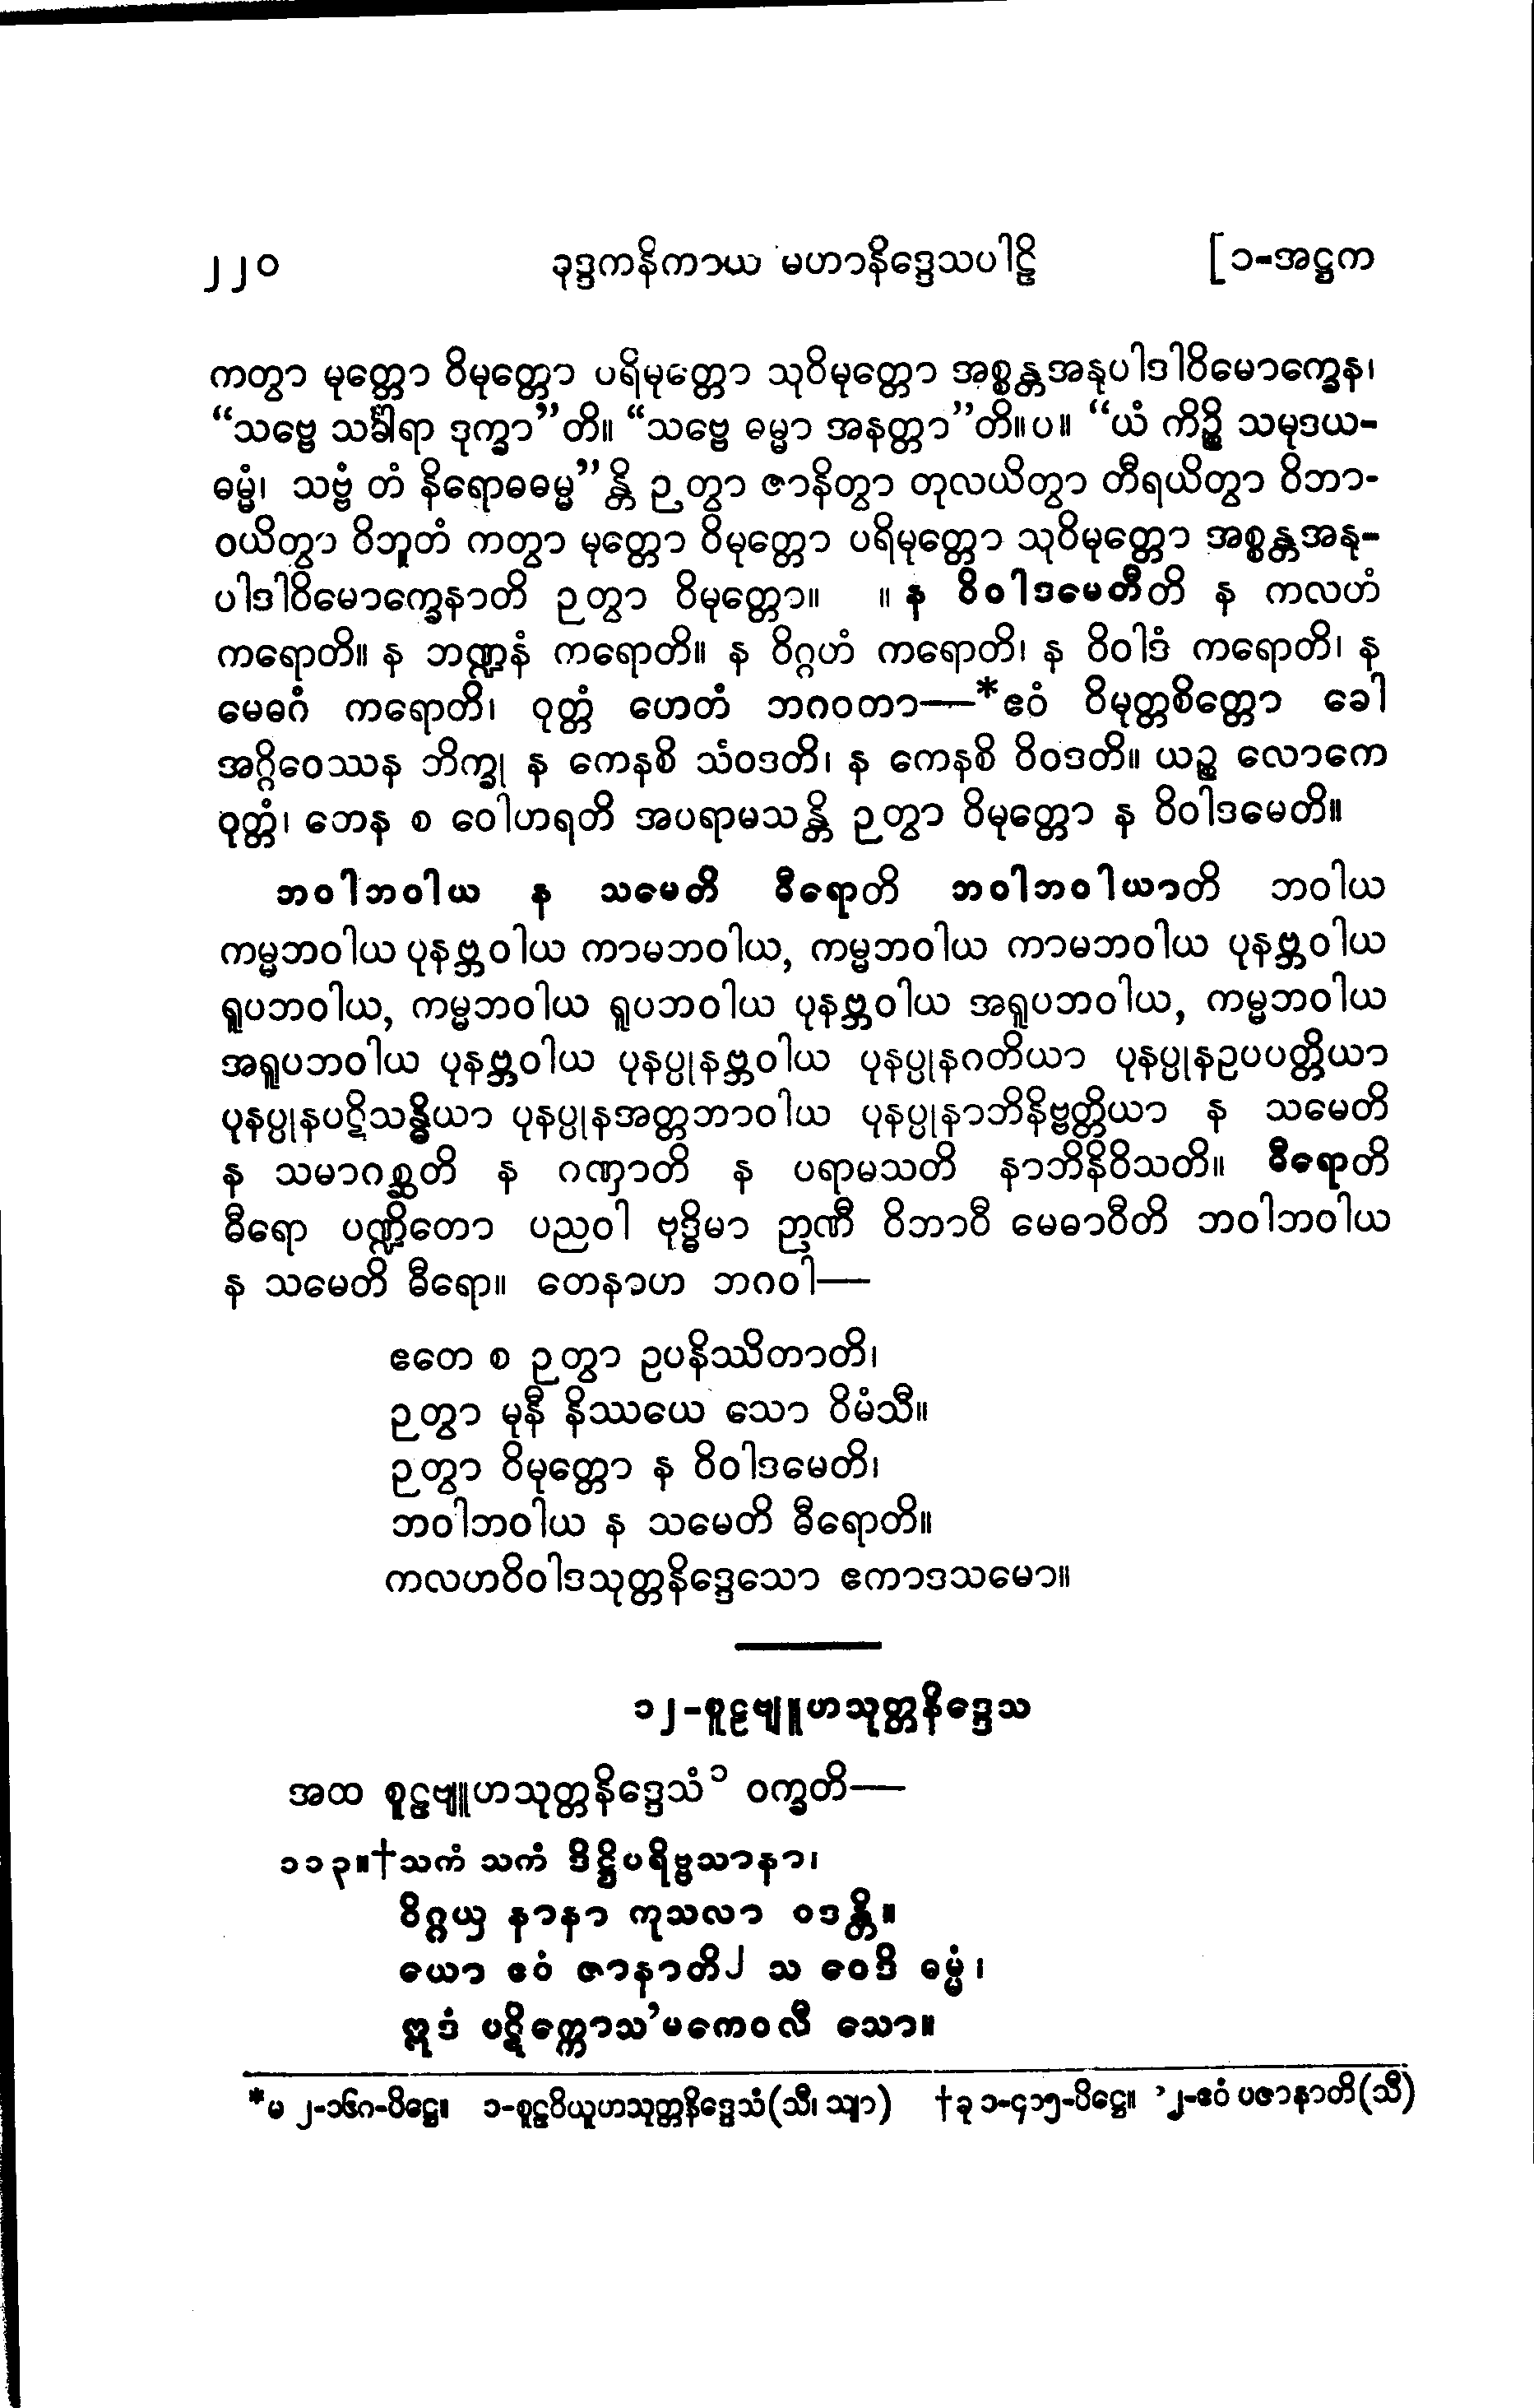 ၂၂၀ ခုဒ္ဒကနိကာယ မဟာနိဒ္ဒေသပါဠိ [၁-အဋ္ဌက
ကတွာ မုတ္တော ဝိမုတ္တော ပရိမုတ္တော သုဝိမုတ္တော အစ္စန္တအနုပါဒါဝိမောက္ခေန၊
“သဗ္ဗေ သင်္ခါရာ ဒုက္ခာ”တိ။ “သဗ္ဗေ ဓမ္မာ အနတ္တာ”တိ။ပ။ “ယံ ကိဉ္စိ သမုဒယ-
ဓမ္မံ၊ သဗ္ဗံ တံ နိရောဓဓမ္မ”န္တိ ဉတွာ ဇာနိတွာ တုလယိတွာ တီရယိတွာ ဝိဘာ-
ဝယိတွာ ဝိဘူတံ ကတွာ မုတ္တော ဝိမုတ္တော ပရိမုတ္တော သုဝိမုတ္တော အစ္စန္တအနု-
ပါဒါဝိမောက္ခေနာတိ ဉတွာ ဝိမုတ္တော။ ။ န ဝိဝါဒမေတီတိ န ကလဟံ
ကရောတိ။ န ဘဏ္ဍနံ ကရောတိ။ န ဝိဂ္ဂဟံ ကရောတိ၊ န ဝိဝါဒံ ကရောတိ၊ န
မေဓဂံ ကရောတိ၊ ဝုတ္တံ ဟေတံ ဘဂဝတာ—*ဧဝံ ဝိမုတ္တစိတ္တော ခေါ
အဂ္ဂိဝေဿန ဘိက္ခု န ကေနစိ သံဝဒတိ၊ န ကေနစိ ဝိဝဒတိ။ ယဉ္စ လောကေ
ဝုတ္တံ၊ တေန စ ဝေါဟရတိ အပရာမသန္တိ ဉတွာ ဝိမုတ္တော န ဝိဝါဒမေတိ။
ဘဝါဘဝါယ န သမေတိ ဓီရောတိ ဘဝါဘဝါယာတိ ဘဝါယ
ကမ္မဘဝါယ ပုနဗ္ဘဝါယ ကာမဘဝါယ, ကမ္မဘဝါယ ကာမဘဝါယ ပုနဗ္ဘဝါယ
ရူပဘဝါယ, ကမ္မဘဝါယ ရူပဘဝါယ ပုနဗ္ဘဝါယ အရူပဘဝါယ, ကမ္မဘဝါယ
အရူပဘဝါယ ပုနဗ္ဘဝါယ ပုနပ္ပုနဗ္ဘဝါယ ပုနပ္ပုနဂတိယာ ပုနပ္ပုနဥပပတ္တိယာ
ပုနပ္ပုနပဋိသန္ဓိယာ ပုနပ္ပုနအတ္တဘာဝါယ ပုနပ္ပုနာဘိနိဗ္ဗတ္တိယာ န သမေတိ
န သမာဂစ္ဆတိ န ဂဏှာတိ န ပရာမသတိ နာဘိနိဝိသတိ။ ဓီရောတိ
ဓီရော ပဏ္ဍိတော ပညဝါ ဗုဒ္ဓိမာ ဉာဏီ ဝိဘာဝီ မေဓာဝီတိ ဘဝါဘဝါယ
န သမေတိ ဓီရော။ တေနာဟ ဘဂဝါ—
ဧတေ စ ဉတွာ ဥပနိဿိတာတိ၊
ဉတွာ မုနီ နိဿယေ သော ဝိမံသီ။
ဉတွာ ဝိမုတ္တော န ဝိဝါဒမေတိ၊
ဘဝါဘဝါယ န သမေတိ ဓီရောတိ။
ကလဟဝိဝါဒသုတ္တနိဒ္ဒေသော ဧကာဒသမော။
၁၂-စူဠဗျူဟသုတ္တနိဒ္ဒေသ
အထ စူဠဗျူဟသုတ္တနိဒ္ဒေသံ၁ ဝက္ခတိ—
၁၁၃။†သကံ သကံ ဒိဋ္ဌိပရိဗ္ဗသာနာ၊
ဝိဂ္ဂယှ နာနာ ကုသလာ ဝဒန္တိ။
ယော ဧဝံ ဇာနာတိ၂ သ ဝေဒိ ဓမ္မံ၊
ဣဒံ ပဋိက္ကောသ’မကေဝလီ သော။
*မ ၂-၁၆၈-ပိဋ္ဌေ။ ၁-စူဠဝိယူဟသုတ္တနိဒ္ဒေသံ(သီ၊ သျာ) †ခု ၁-၄၁၅-ပိဋ္ဌေ။ ၂-ဧဝံ ပဇာနာတိ(သီ)